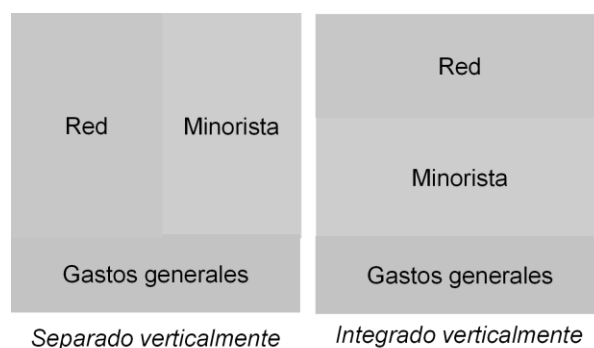 Red
Minorista
Gastos generales
Separado verticalmente
Red
Minorista
Gastos generales
Integrado verticalmente